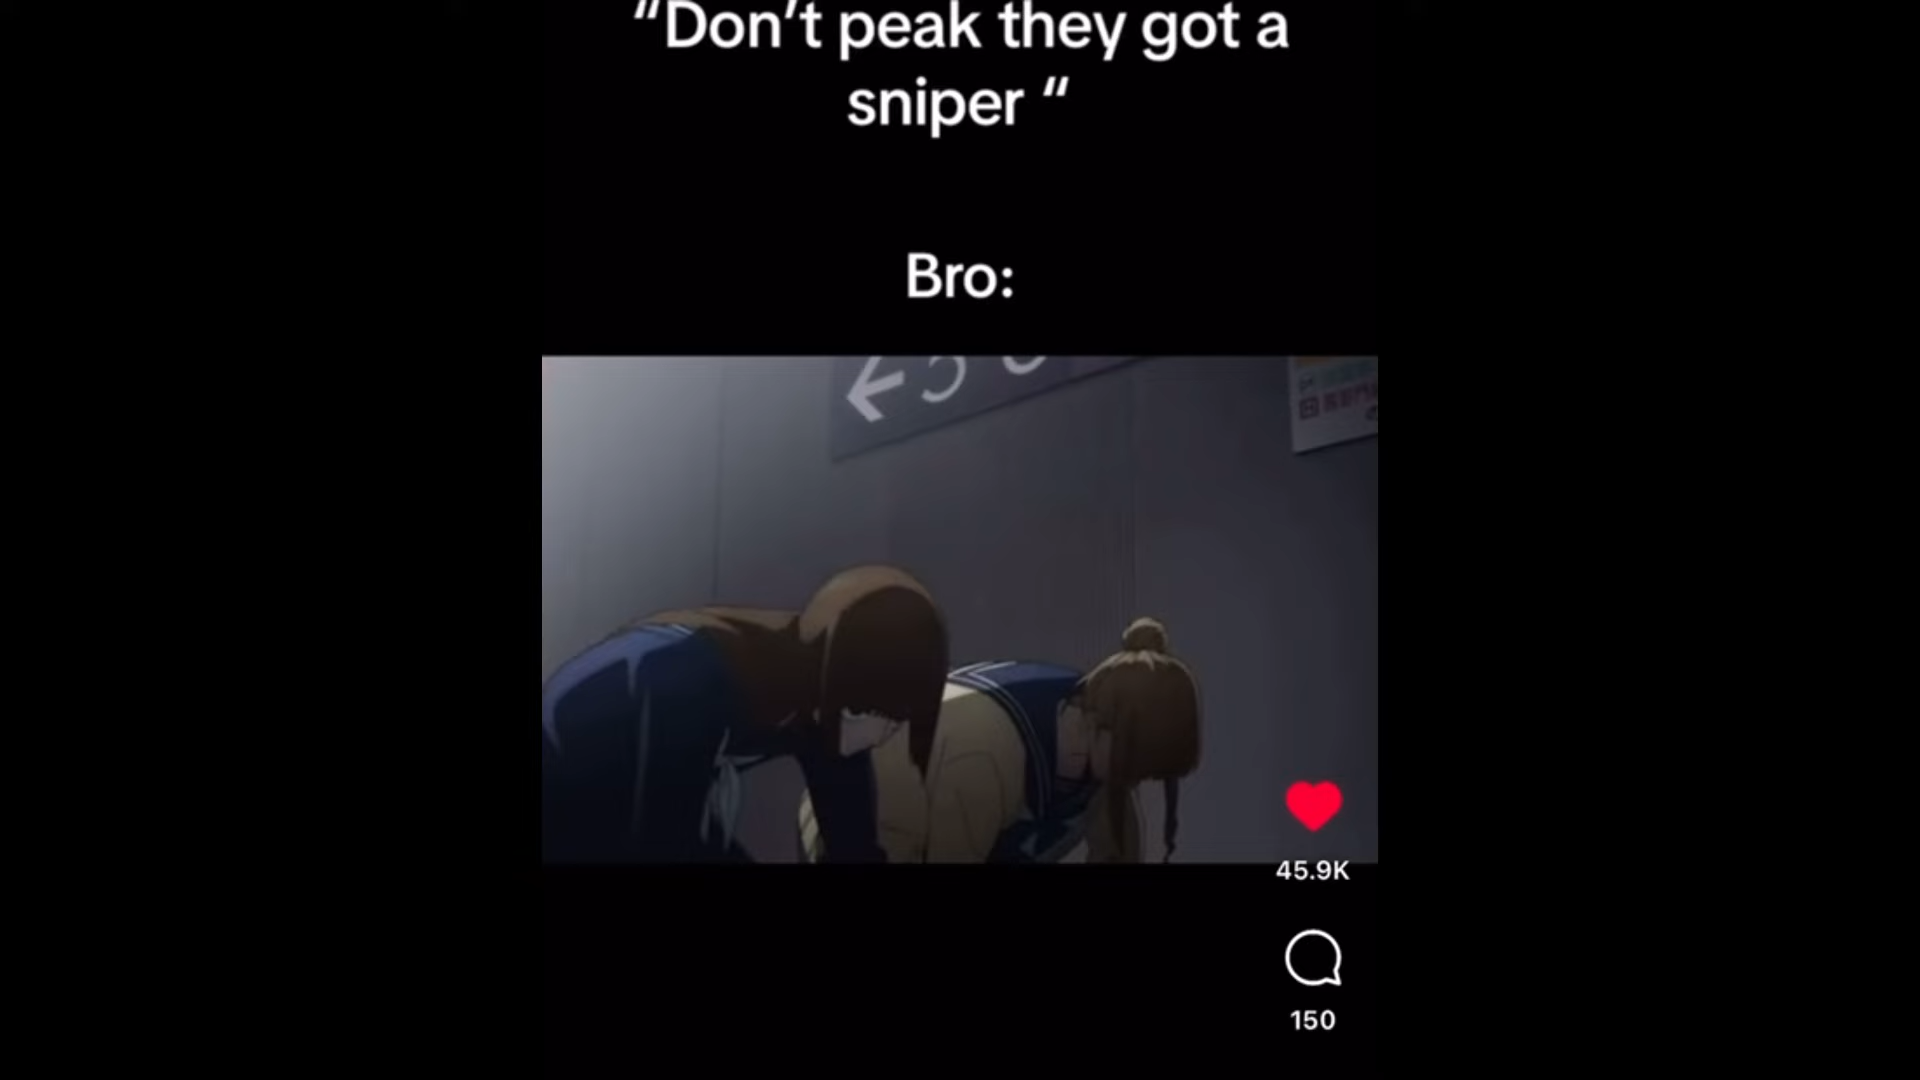 “Don’t peak they got a
sniper “
Bro:
45.9K
150